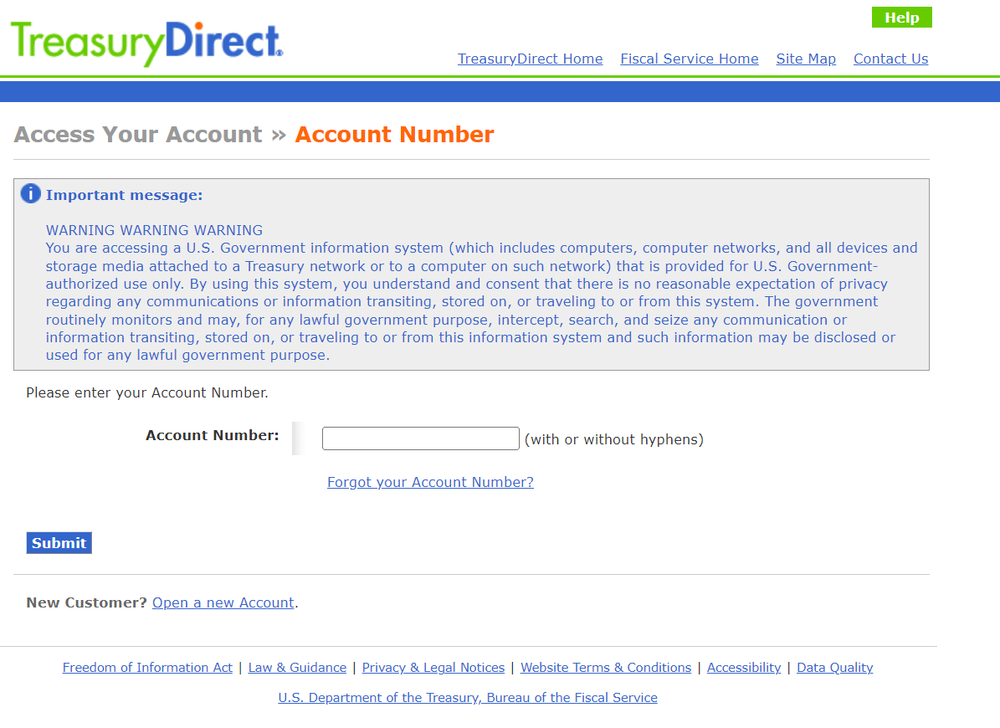 Help
TreasuryDirect®
TreasuryDirect Home Fiscal Service Home Site Map Contact Us
Access Your Account » Account Number
i Important message:
WARNING WARNING WARNING
You are accessing a U.S. Government information system (which includes computers, computer networks, and all devices and
storage media attached to a Treasury network or to a computer on such network) that is provided for U.S. Government-
authorized use only. By using this system, you understand and consent that there is no reasonable expectation of privacy
regarding any communications or information transiting, stored on, or traveling to or from this system. The government
routinely monitors and may, for any lawful government purpose, intercept, search, and seize any communication or
information transiting, stored on, or traveling to or from this information system and such information may be disclosed or
used for any lawful government purpose.
Please enter your Account Number.
Account Number: (with or without hyphens)
Forgot your Account Number?
Submit
New Customer? Open a new Account.
Freedom of Information Act | Law & Guidance | Privacy & Legal Notices | Website Terms & Conditions | Accessibility | Data Quality
U.S. Department of the Treasury, Bureau of the Fiscal Service